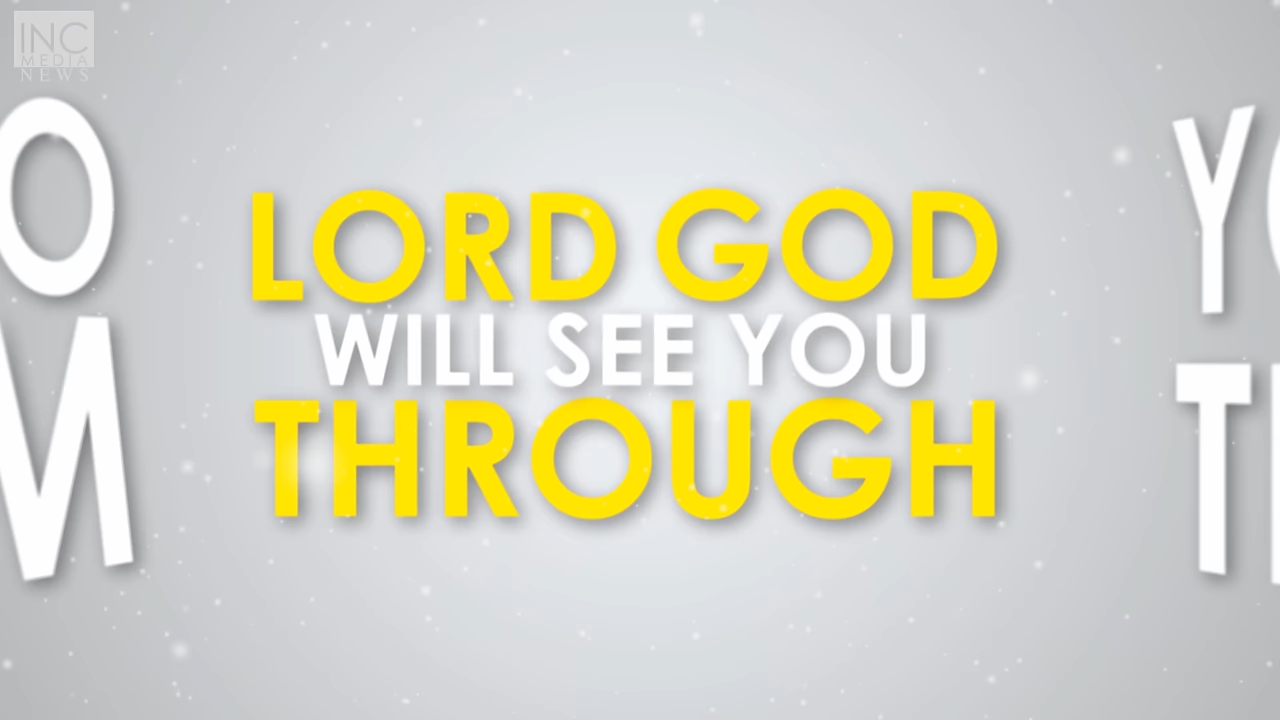 INC
MEDIA
NEWS
LORD GOD
WILL SEE YOU
THROUGH